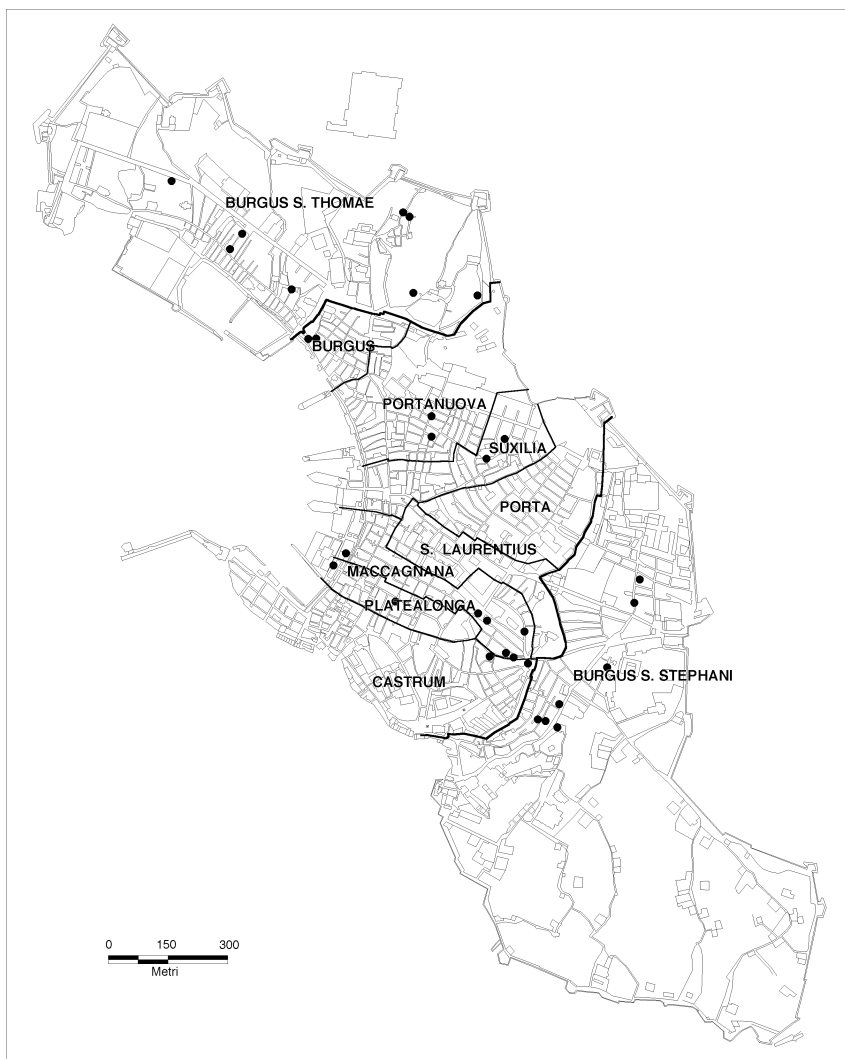 BURGUS S. THOMAE
BURGUS
PORTANUOVA
SUXILIA
PORTA
S. LAURENTIUS
MACCAGNANA
PLATEALONGA
BURGUS S. STEPHANI
CASTRUM
0 150 300
Metri